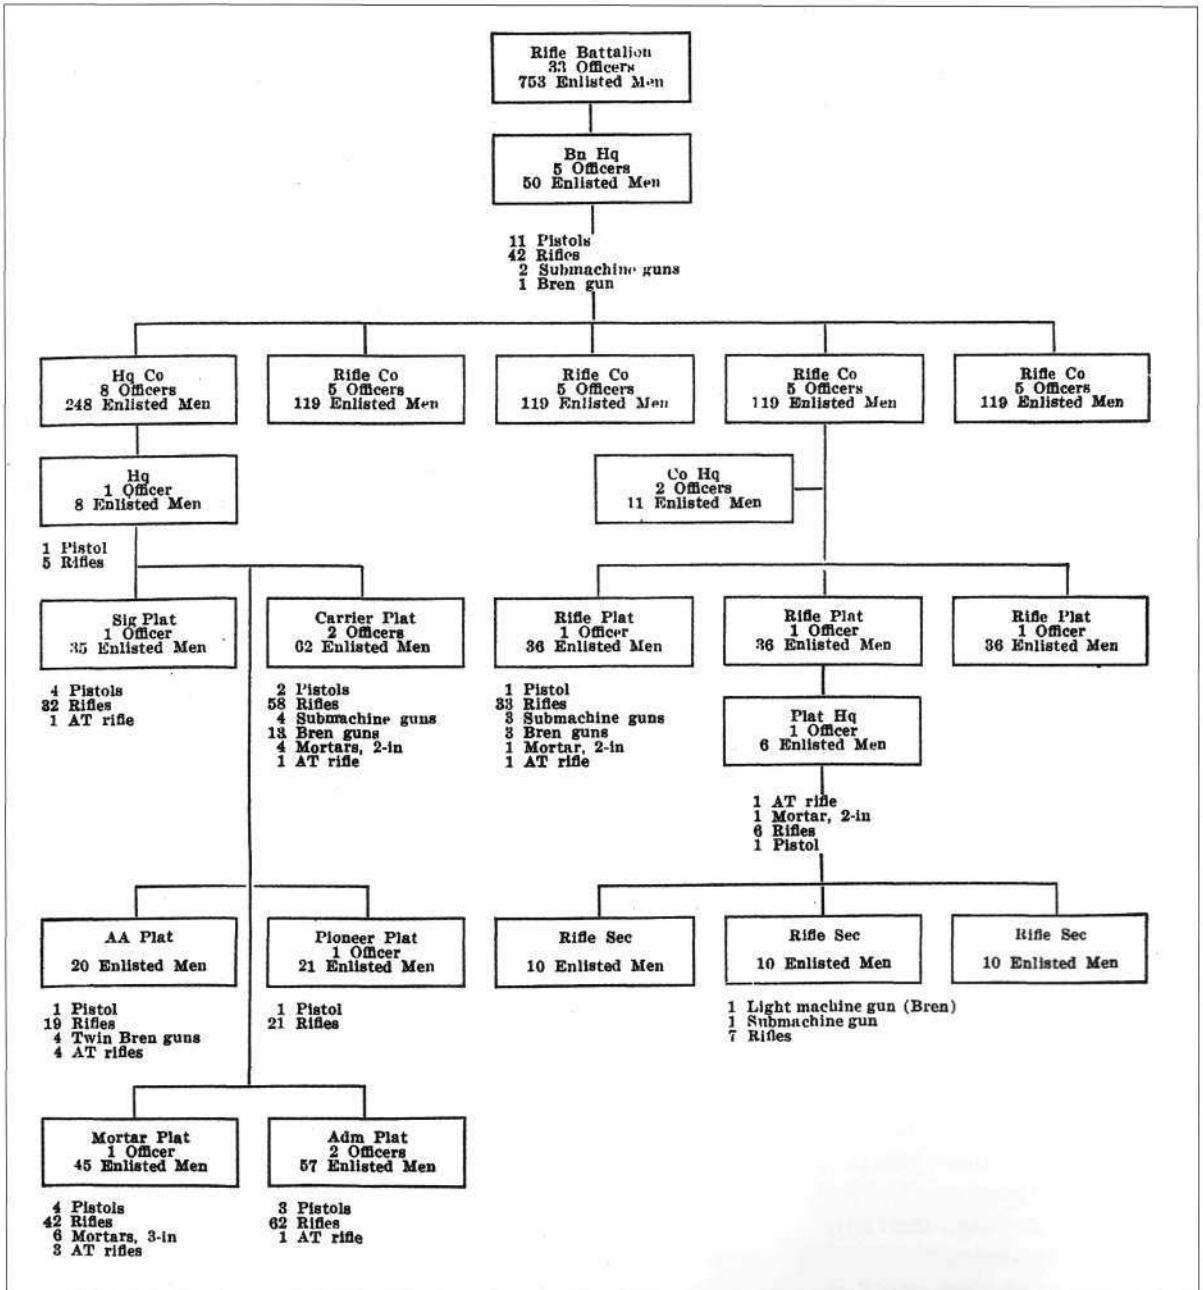 Rifle Battalion
33 Officers
753 Enlisted Men
Bn Hq
5 Officers
50 Enlisted Men
11 Pistols
42 Rifles
2 Submachine guns
1 Bren gun
Hq Co
8 Officers
248 Enlisted Men
Rifle Co
5 Officers
119 Enlisted Men
Rifle Co
5 Officers
119 Enlisted Men
Rifle Co
5 Officers
119 Enlisted Men
Rifle Co
5 Officers
119 Enlisted Men
Hq
1 Officer
8 Enlisted Men
1 Pistol
5 Rifles
Co Hq
2 Officers
11 Enlisted Men
Sig Plat
1 Officer
35 Enlisted Men
4 Pistols
32 Rifles
1 AT rifle
Carrier Plat
2 Officers
62 Enlisted Men
2 Pistols
58 Rifles
4 Submachine guns
13 Bren guns
4 Mortars, 2-in
1 AT rifle
Rifle Plat
1 Officer
36 Enlisted Men
1 Pistol
33 Rifles
3 Submachine guns
3 Bren guns
1 Mortar, 2-in
1 AT rifle
Rifle Plat
1 Officer
36 Enlisted Men
Rifle Plat
1 Officer
36 Enlisted Men
Plat Hq
1 Officer
6 Enlisted Men
1 AT rifle
1 Mortar, 2-in
6 Rifles
1 Pistol
AA Plat
20 Enlisted Men
1 Pistol
19 Rifles
4 Twin Bren guns
4 AT rifles
Pioneer Plat
1 Officer
21 Enlisted Men
1 Pistol
21 Rifles
Rifle Sec
10 Enlisted Men
Rifle Sec
10 Enlisted Men
1 Light machine gun (Bren)
1 Submachine gun
7 Rifles
Rifle Sec
10 Enlisted Men
Mortar Plat
1 Officer
45 Enlisted Men
4 Pistols
42 Rifles
6 Mortars, 3-in
3 AT rifles
Adm Plat
2 Officers
57 Enlisted Men
3 Pistols
62 Rifles
1 AT rifle